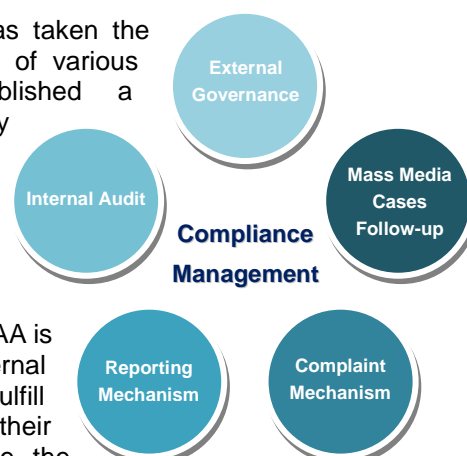 as taken the
of various
blished a
y
External
Governance
Internal Audit
Mass Media
Cases
Follow-up
Compliance
Management
AA is
ernal
ulfill
their
the
Reporting
Mechanism
Complaint
Mechanism